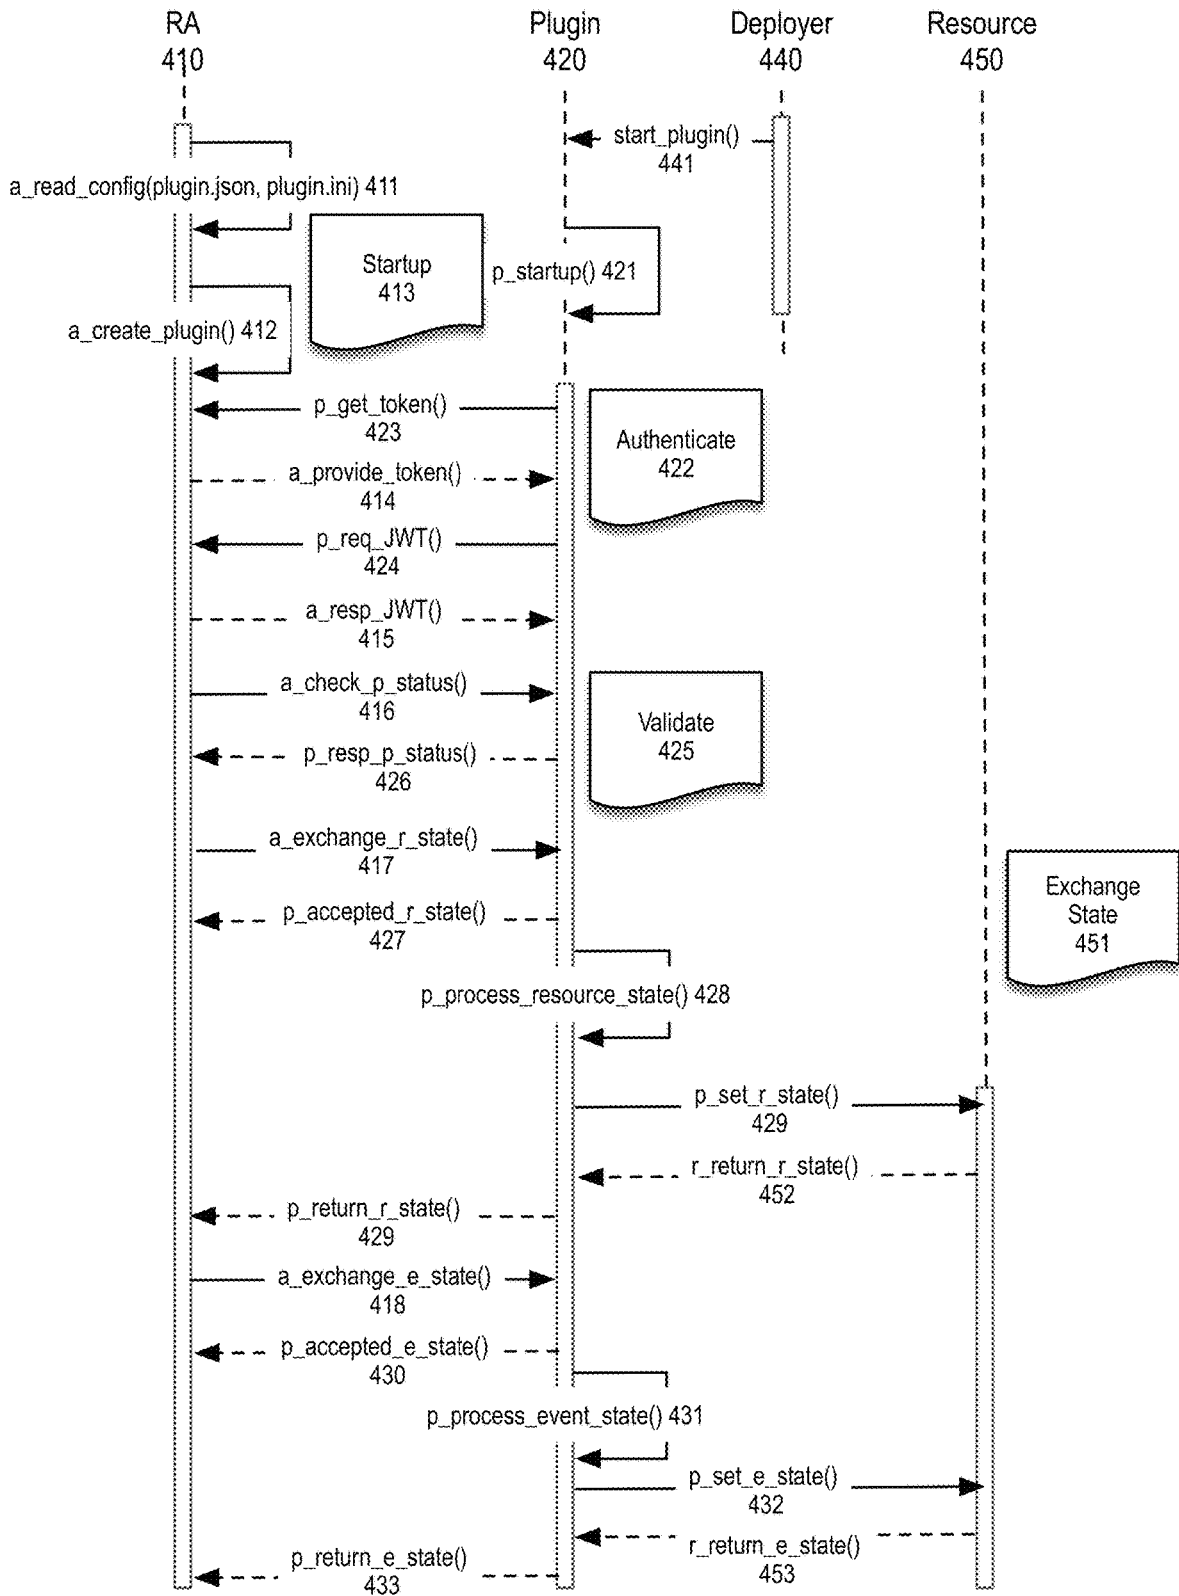 RA
410
Plugin
420
Deployer
440
Resource
450
start_plugin()
441
a_read_config(plugin.json, plugin.ini) 411
Startup
413
p_startup() 421
a_create_plugin() 412
p_get_token()
423
Authenticate
422
a_provide_token()
414
p_req_JWT()
424
a_resp_JWT()
415
a_check_p_status()
416
Validate
425
p_resp_p_status()
426
a_exchange_r_state()
417
Exchange
State
451
p_accepted_r_state()
427
p_process_resource_state() 428
p_set_r_state()
429
r_return_r_state()
452
p_return_r_state()
429
a_exchange_e_state()
418
p_accepted_e_state()
430
p_process_event_state() 431
p_set_e_state()
432
r_return_e_state()
453
p_return_e_state()
433